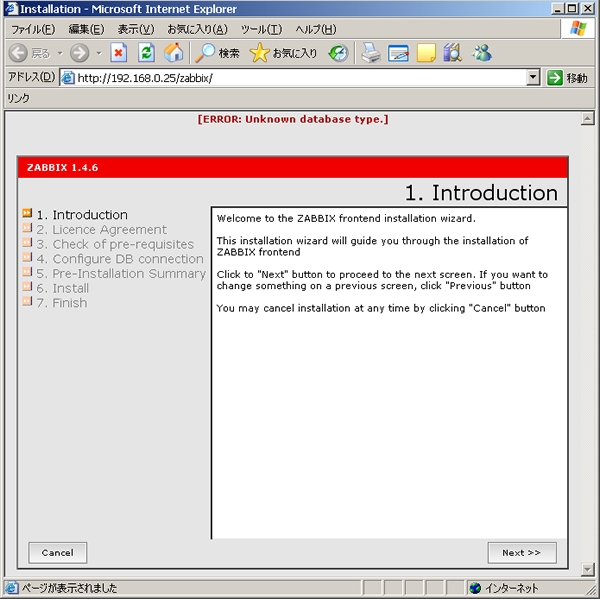 Installation - Microsoft Internet Explorer
ファイル(F) 編集(E) 表示(V) お気に入り(A) ツール(T) ヘルプ(H)
戻る 検索 お気に入り
アドレス(D) http://192.168.0.25/zabbix/ 移動
リンク
[ERROR: Unknown database type.]
ZABBIX 1.4.6
1. Introduction
1. Introduction
2. Licence Agreement
3. Check of pre-requisites
4. Configure DB connection
5. Pre-Installation Summary
6. Install
7. Finish
Welcome to the ZABBIX frontend installation wizard.
This installation wizard will guide you through the installation of
ZABBIX frontend
Click to "Next" button to proceed to the next screen. If you want to
change something on a previous screen, click "Previous" button
You may cancel installation at any time by clicking "Cancel" button
Cancel Next >>
ページが表示されました インターネット